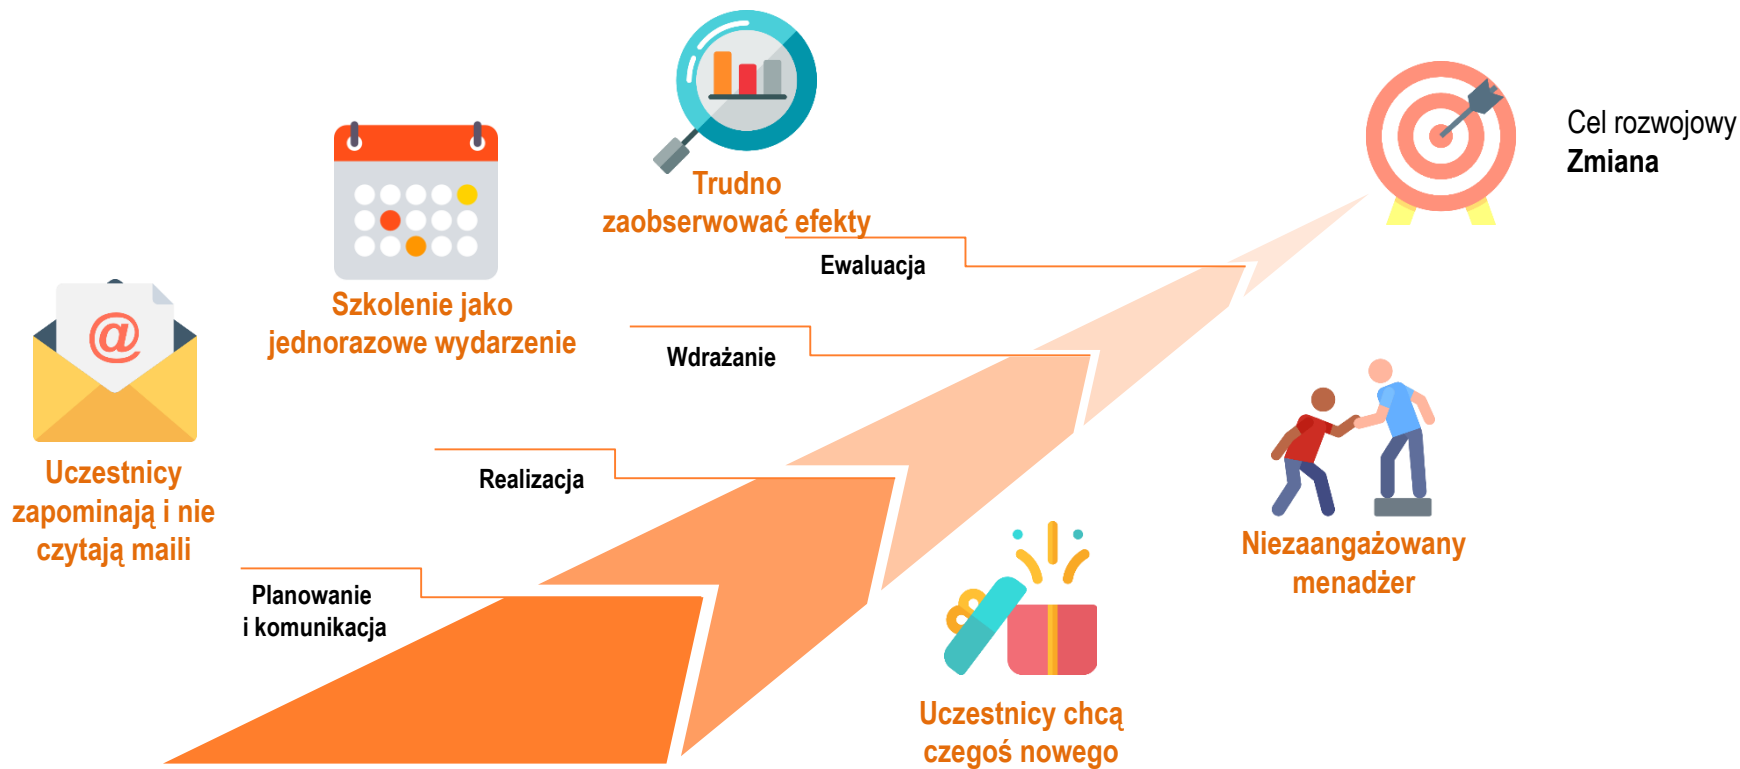 Cel rozwojowy
Zmiana
Trudno
zaobserwować efekty
Ewaluacja
Szkolenie jako
jednorazowe wydarzenie
Wdrażanie
@
Uczestnicy
zapominają i nie
czytają maili
Realizacja
Niezaangażowany
menadżer
Planowanie
i komunikacja
Uczestnicy chcą
czegoś nowego